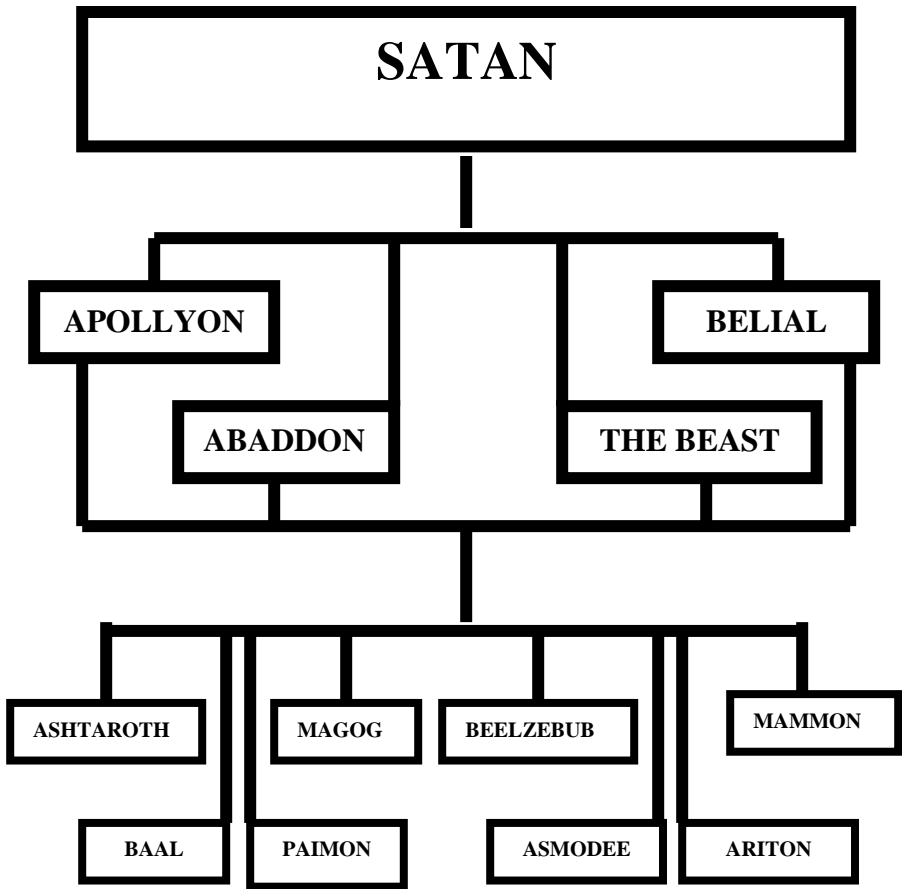 SATAN
APOLLYON
BELIAL
ABADDON
THE BEAST
ASHTAROTH
MAGOG
BEELZEBUB
MAMMON
BAAL
PAIMON
ASMODEE
ARITON